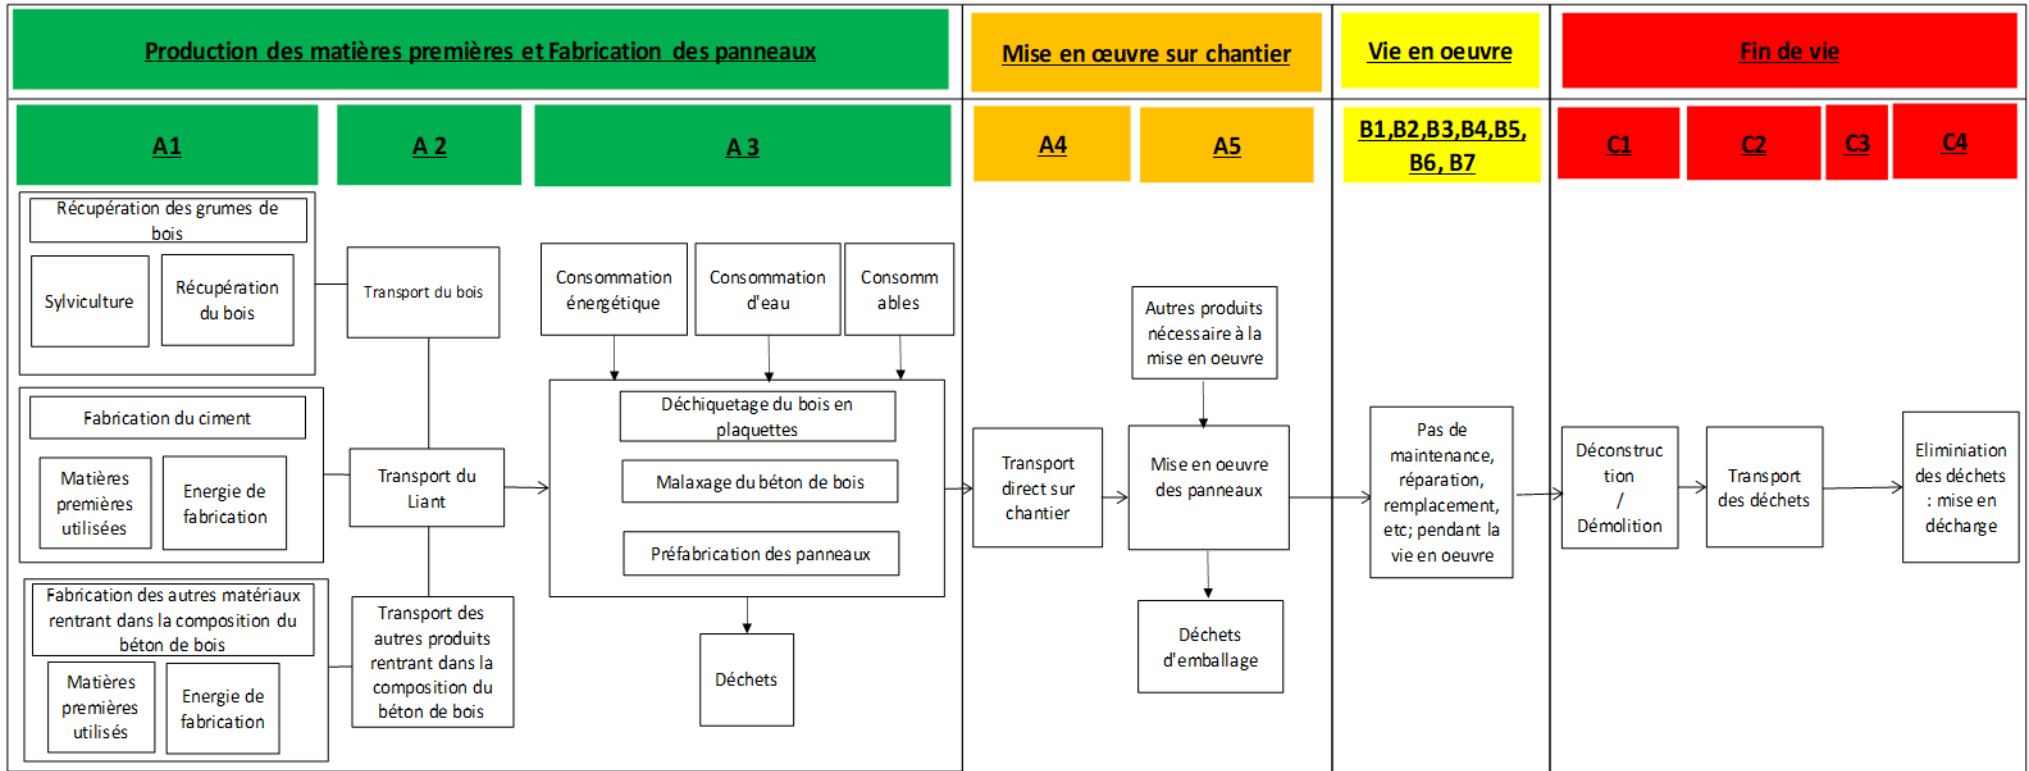 Production des matières premières et Fabrication des panneaux
Mise en œuvre sur chantier
Vie en oeuvre
Fin de vie
A1
A 2
A 3
A4
A5
B1,B2,B3,B4,B5,
B6, B7
C1
C2
C3
C4
Récupération des grumes de
bois
Sylviculture
Récupération
du bois
Transport du bois
Fabrication du ciment
Matières
premières
utilisées
Energie de
fabrication
Transport du
Liant
Fabrication des autres matériaux
rentrant dans la composition du
béton de bois
Matières
premières
utilisés
Energie de
fabrication
Transport des
autres produits
rentrant dans la
composition du
béton de bois
Consommation
énergétique
Consommation
d'eau
Consomm
ables
Déchiquetage du bois en
plaquettes
Malaxage du béton de bois
Préfabrication des panneaux
Déchets
Transport
direct sur
chantier
Autres produits
nécessaire à la
mise en oeuvre
Mise en oeuvre
des panneaux
Déchets
d'emballage
Pas de
maintenance,
réparation,
remplacement,
etc; pendant la
vie en oeuvre
Déconstruc
tion
/
Démolition
Transport
des déchets
Eliminiation
des déchets
: mise en
décharge